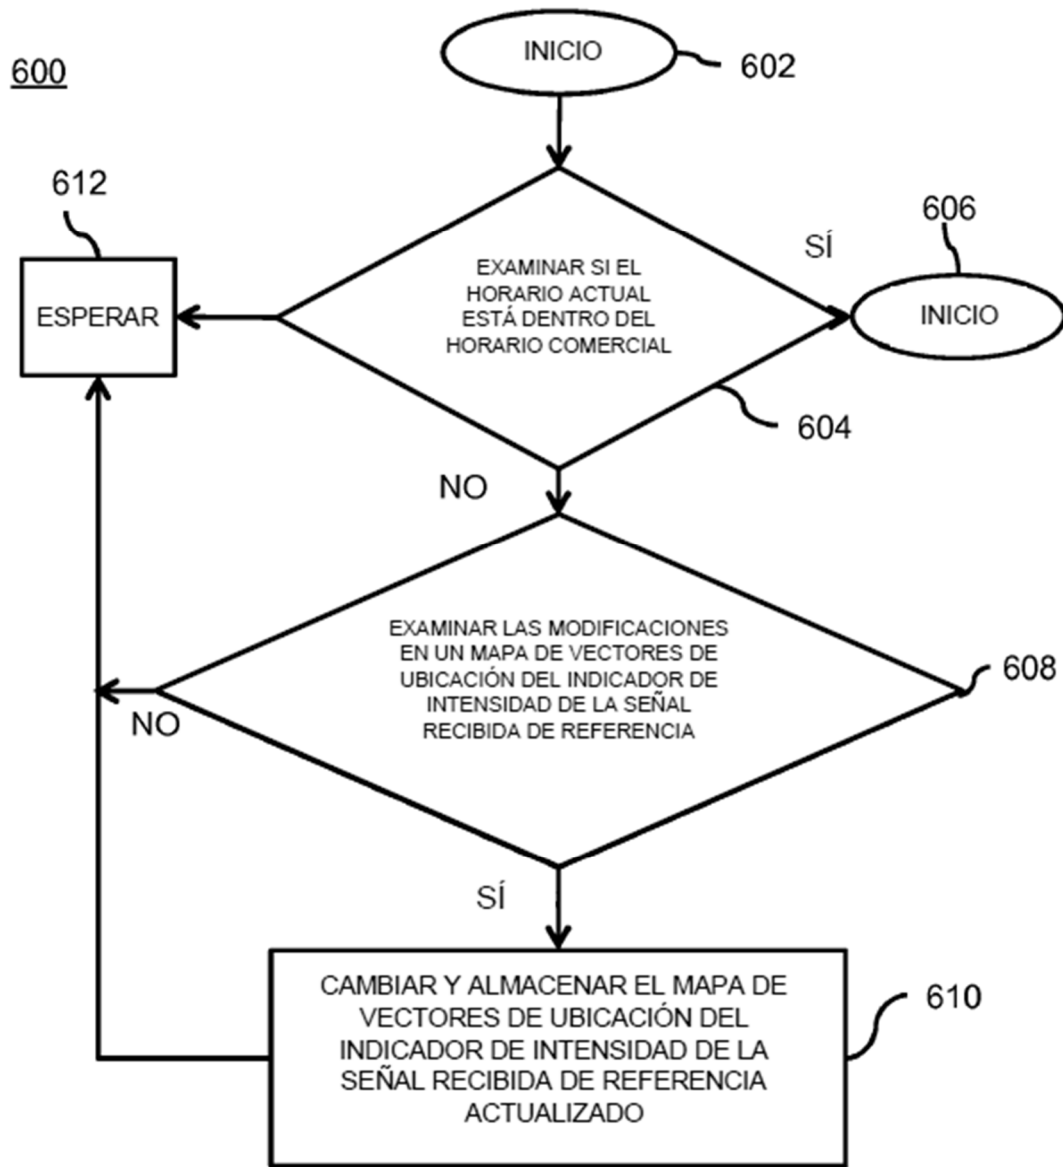 600
INICIO
602
612
ESPERAR
EXAMINAR SI EL
HORARIO ACTUAL
ESTÁ DENTRO DEL
HORARIO COMERCIAL
SÍ
606
INICIO
604
NO
EXAMINAR LAS MODIFICACIONES
EN UN MAPA DE VECTORES DE
UBICACIÓN DEL INDICADOR DE
INTENSIDAD DE LA SEÑAL
RECIBIDA DE REFERENCIA
608
NO
SÍ
CAMBIAR Y ALMACENAR EL MAPA DE
VECTORES DE UBICACIÓN DEL
INDICADOR DE INTENSIDAD DE LA
SEÑAL RECIBIDA DE REFERENCIA
ACTUALIZADO
610